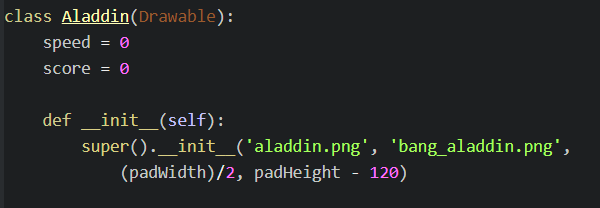 class Aladdin(Drawable):
    speed = 0
    score = 0

    def __init__(self):
        super().__init__('aladdin.png', 'bang_aladdin.png',
            (padWidth)/2, padHeight - 120)